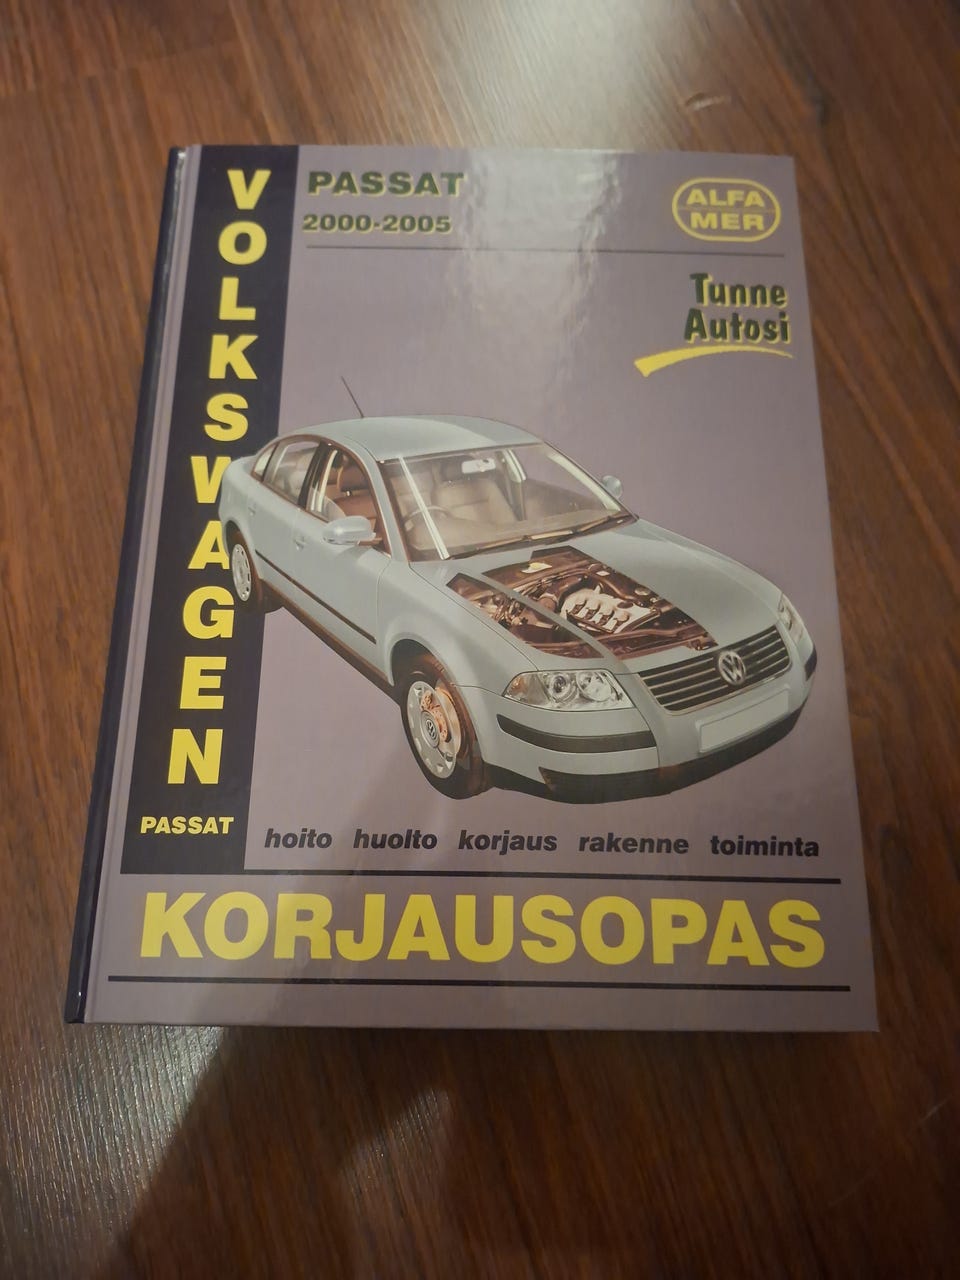 VOLKSWAGEN
PASSAT
PASSAT
2000-2005
ALFA
MER
Tunne
Autosi
hoito huolto korjaus rakenne toiminta
KORJAUSOPAS